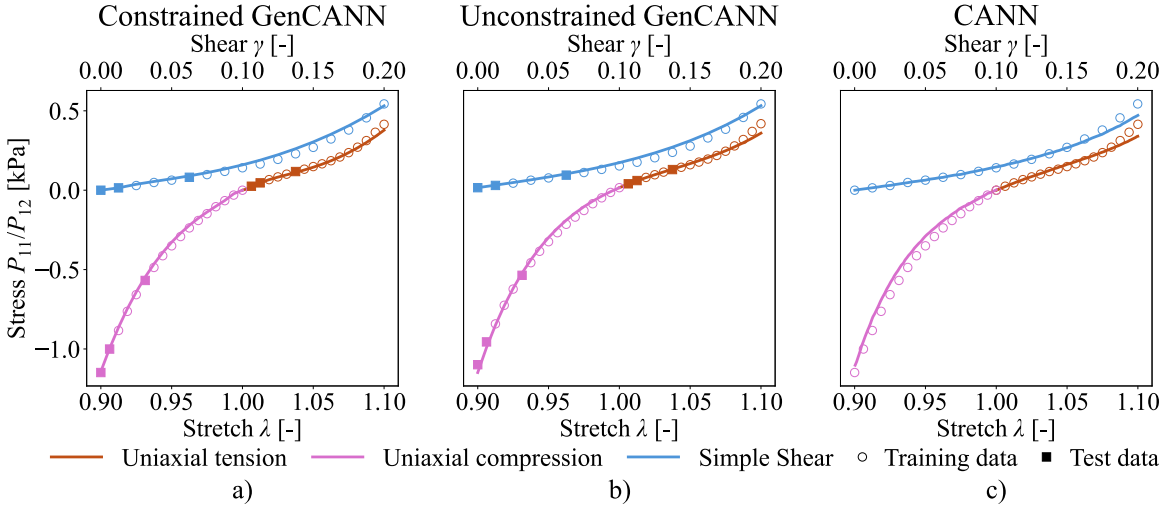 Constrained GenCANN
Unconstrained GenCANN
CANN
Shear γ [-]
Shear γ [-]
Shear γ [-]
0.00 0.05 0.10 0.15 0.20
0.00 0.05 0.10 0.15 0.20
0.00 0.05 0.10 0.15 0.20
Stress P11/P12 [kPa]
0.5
0.0
−0.5
−1.0
0.90 0.95 1.00 1.05 1.10
0.90 0.95 1.00 1.05 1.10
0.90 0.95 1.00 1.05 1.10
Stretch λ [-]
Stretch λ [-]
Stretch λ [-]
Uniaxial tension Uniaxial compression Simple Shear Training data Test data
a)
b)
c)